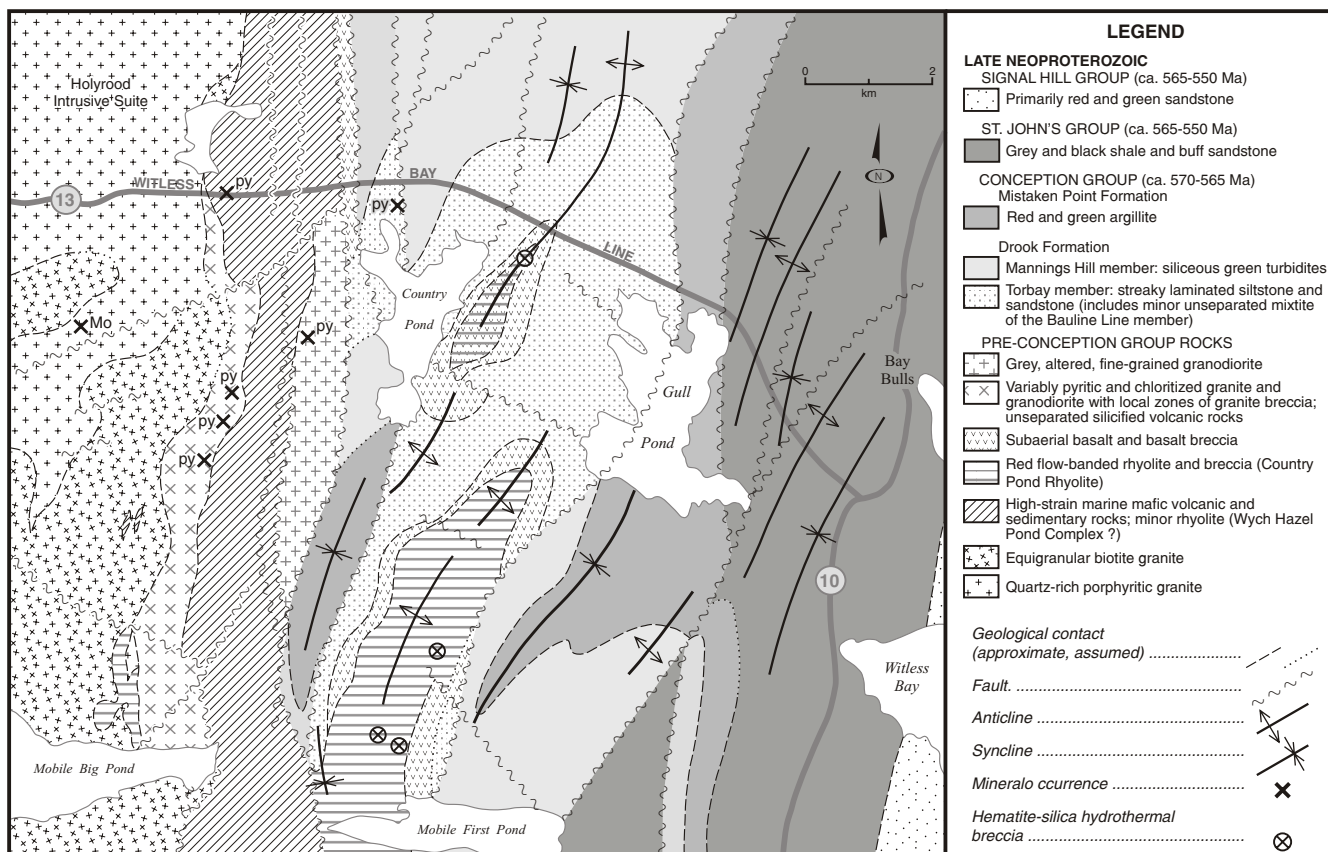 Holyrood
Intrusive Suite
13
WITLESS
BAY
LINE
py
py
Mo
py
py
py
py
Country
Pond
Gull
Pond
Bay
Bulls
10
Witless
Bay
Mobile Big Pond
Mobile First Pond
0
2
km
N
LEGEND
LATE NEOPROTEROZOIC
SIGNAL HILL GROUP (ca. 565-550 Ma)
Primarily red and green sandstone
ST. JOHN'S GROUP (ca. 565-550 Ma)
Grey and black shale and buff sandstone
CONCEPTION GROUP (ca. 570-565 Ma)
Mistaken Point Formation
Red and green argillite
Drook Formation
Mannings Hill member: siliceous green turbidites
Torbay member: streaky laminated siltstone and
sandstone (includes minor unseparated mixtite
of the Bauline Line member)
PRE-CONCEPTION GROUP ROCKS
Grey, altered, fine-grained granodiorite
Variably pyritic and chloritized granite and
granodiorite with local zones of granite breccia;
unseparated silicified volcanic rocks
Subaerial basalt and basalt breccia
Red flow-banded rhyolite and breccia (Country
Pond Rhyolite)
High-strain marine mafic volcanic and
sedimentary rocks; minor rhyolite (Wych Hazel
Pond Complex ?)
Equigranular biotite granite
Quartz-rich porphyritic granite
Geological contact
(approximate, assumed) ......................
Fault. ......................................
Anticline ......................................
Syncline ......................................
Mineralo ccurrence ............................
Hematite-silica hydrothermal
breccia ......................................